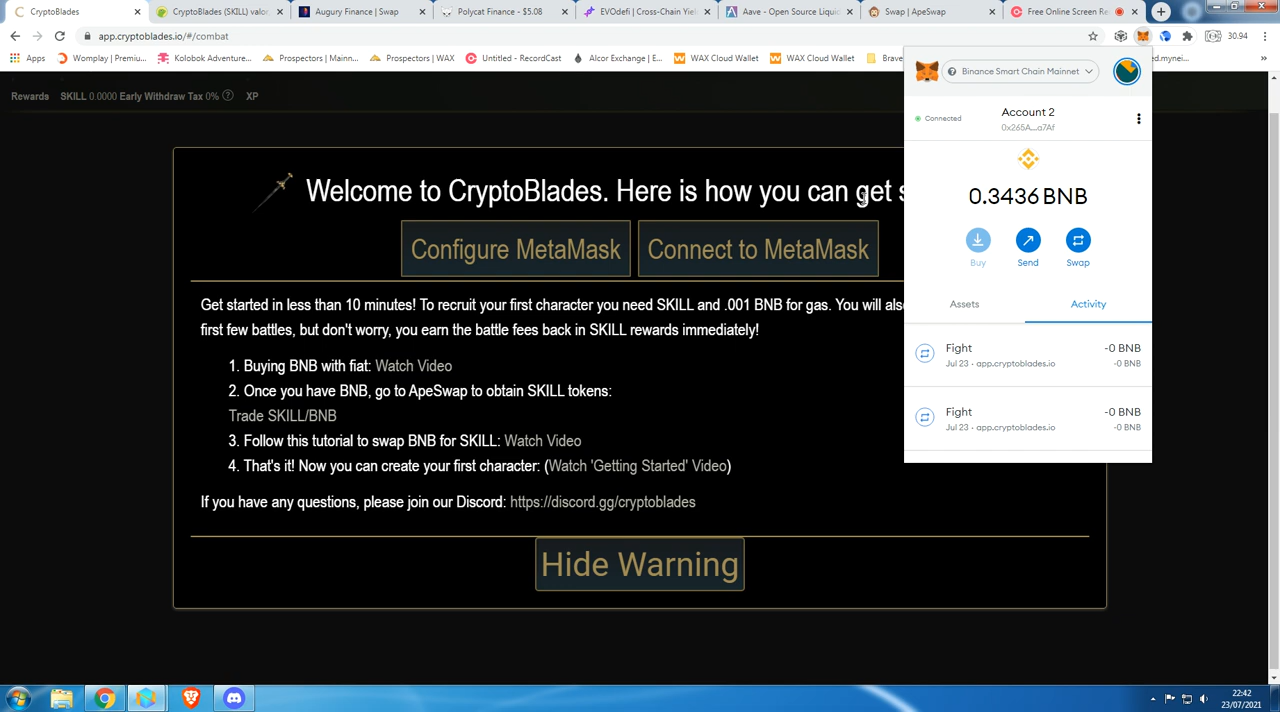 CryptoBlades
CryptoBlades (SKILL) valor
Augury Finance | Swap
Polycat Finance - $5.08
EVOdefi | Cross-Chain Yiel
Aave - Open Source Liquid
Swap | ApeSwap
Free Online Screen Re
app.cryptoblades.io/#/combat
30.94
Apps
Womplay | Premiu...
Kolobok Adventure...
Prospectors | Mainn...
Prospectors | WAX
Untitled - RecordCast
Alcor Exchange | E...
WAX Cloud Wallet
WAX Cloud Wallet
Brave
.mynei...
Rewards SKILL 0.0000 Early Withdraw Tax 0% ? XP
Welcome to CryptoBlades. Here is how you can get s
Configure MetaMask
Connect to MetaMask
Get started in less than 10 minutes! To recruit your first character you need SKILL and .001 BNB for gas. You will also
first few battles, but don't worry, you earn the battle fees back in SKILL rewards immediately!
1. Buying BNB with fiat: Watch Video
2. Once you have BNB, go to ApeSwap to obtain SKILL tokens:
Trade SKILL/BNB
3. Follow this tutorial to swap BNB for SKILL: Watch Video
4. That's it! Now you can create your first character: (Watch 'Getting Started' Video)
If you have any questions, please join our Discord: https://discord.gg/cryptoblades
Hide Warning
Binance Smart Chain Mainnet
Connected
Account 2
0x265A...a7Af
0.3436 BNB
Buy
Send
Swap
Assets
Activity
Fight
-0 BNB
Jul 23 · app.cryptoblades.io
-0 BNB
Fight
-0 BNB
Jul 23 · app.cryptoblades.io
-0 BNB
22:42
23/07/2021